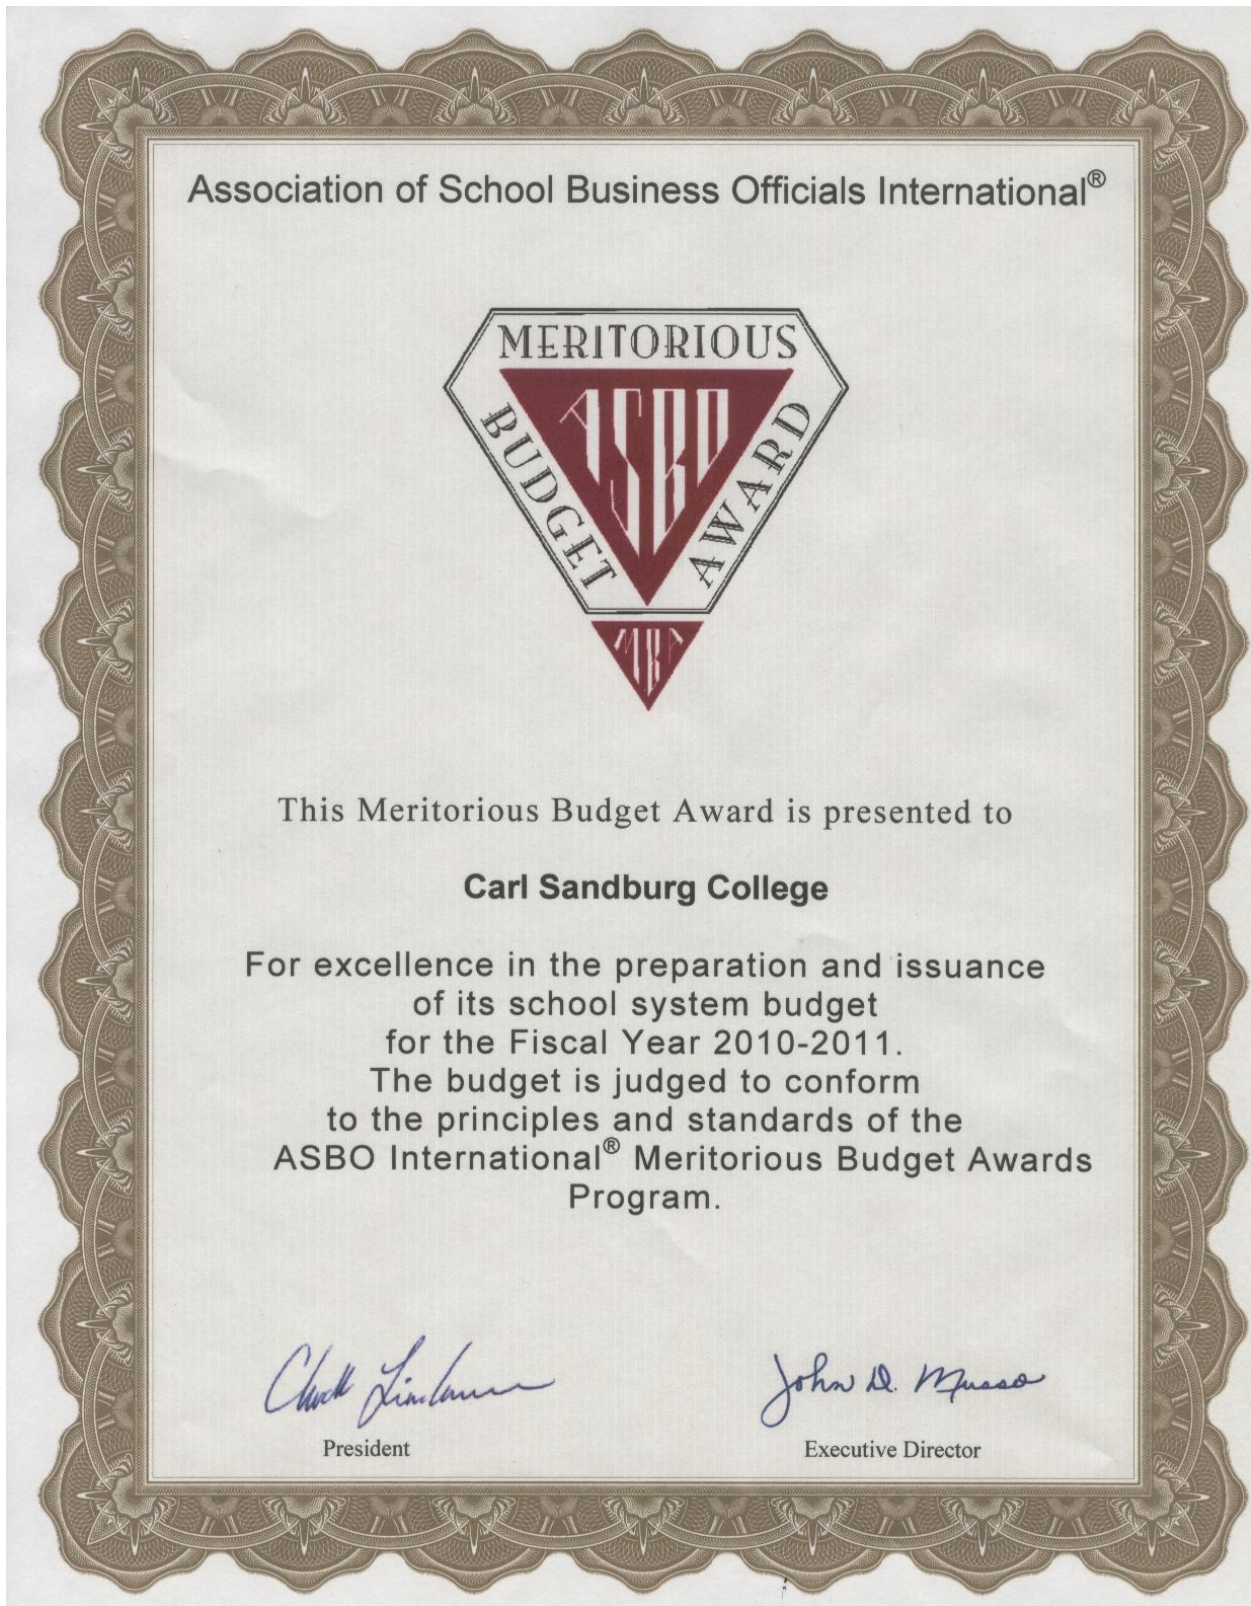 Association of School Business Officials International®
MERITORIOUS
BUDGET
AWARD
ASBO
MBA
This Meritorious Budget Award is presented to
Carl Sandburg College
For excellence in the preparation and issuance
of its school system budget
for the Fiscal Year 2010-2011.
The budget is judged to conform
to the principles and standards of the
ASBO International® Meritorious Budget Awards
Program.
John D. Musso
President
Executive Director